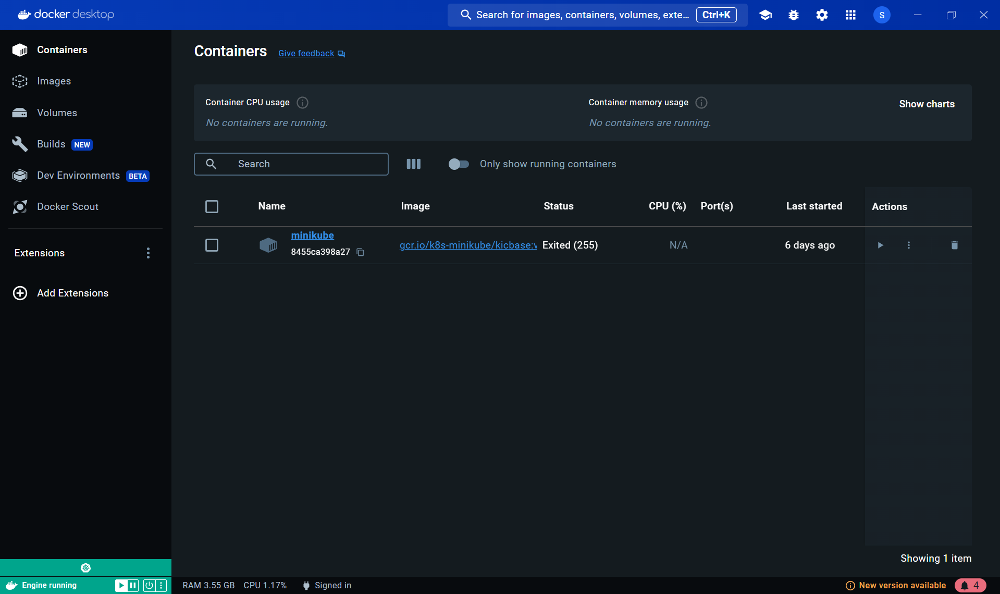 docker desktop
Search for images, containers, volumes, exte... Ctrl+K
S
Containers
Images
Volumes
Builds NEW
Dev Environments BETA
Docker Scout
Extensions
Add Extensions
Containers Give feedback
Container CPU usage
No containers are running.
Container memory usage
No containers are running.
Show charts
Search
Only show running containers
Name Image Status CPU (%) Port(s) Last started Actions
minikube
8455ca398a27
gcr.io/k8s-minikube/kicbase:v
Exited (255)
N/A
6 days ago
Showing 1 item
Engine running
RAM 3.55 GB CPU 1.17% Signed in
New version available 4